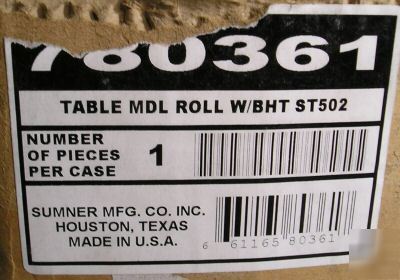 780361
TABLE MDL ROLL W/BHT ST502
NUMBER
OF PIECES
PER CASE
1
SUMNER MFG. CO. INC.
HOUSTON, TEXAS
MADE IN U.S.A.
6 61165 80361